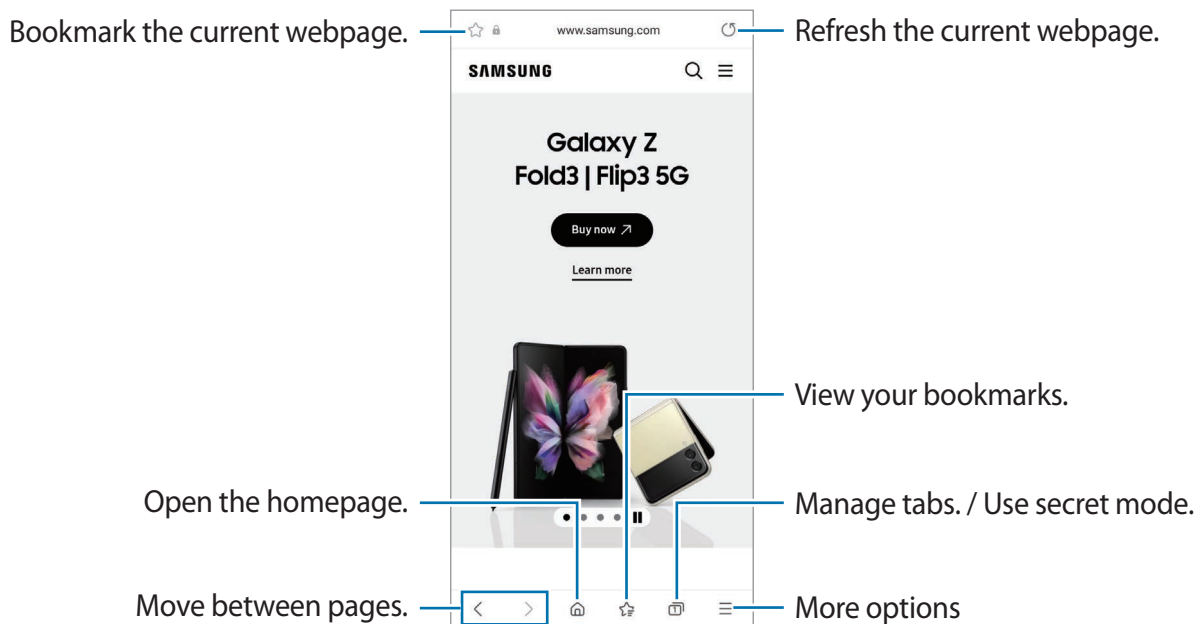 Bookmark the current webpage.
www.samsung.com
Refresh the current webpage.
SAMSUNG
Galaxy Z
Fold3 | Flip3 5G
Buy now
Learn more
View your bookmarks.
Open the homepage.
Manage tabs. / Use secret mode.
Move between pages.
1
More options